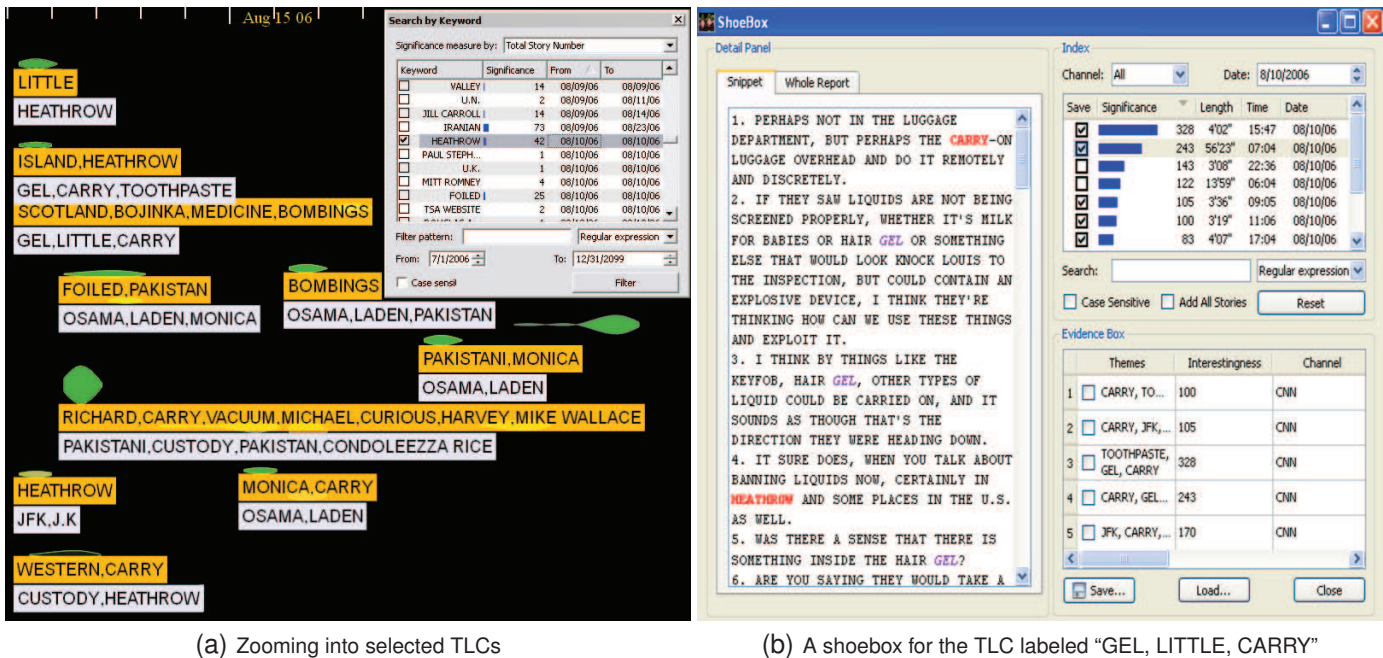 Aug 15 06
LITTLE
HEATHROW
ISLAND,HEATHROW
GEL,CARRY,TOOTHPASTE
SCOTLAND,BOJINKA,MEDICINE,BOMBINGS
GEL,LITTLE,CARRY
FOILED,PAKISTAN
OSAMA,LADEN,MONICA
BOMBINGS
OSAMA,LADEN,PAKISTAN
PAKISTANI,MONICA
OSAMA,LADEN
RICHARD,CARRY,VACUUM,MICHAEL,CURIOUS,HARVEY,MIKE WALLACE
PAKISTANI,CUSTODY,PAKISTAN,CONDOLEEZZA RICE
HEATHROW
JFK,J.K
MONICA,CARRY
OSAMA,LADEN
WESTERN,CARRY
CUSTODY,HEATHROW
Search by Keyword
Significance measure by: Total Story Number
Keyword Significance From To
VALLEY 14 08/09/06 08/09/06
U.N. 2 08/09/06 08/11/06
JILL CARROLL 14 08/09/06 08/14/06
IRANIAN 73 08/09/06 08/23/06
HEATHROW 42 08/10/06 08/10/06
PAUL STEPH... 1 08/10/06 08/10/06
U.K. 1 08/10/06 08/10/06
MITT ROMNEY 4 08/10/06 08/10/06
FOILED 25 08/10/06 08/10/06
TSA WEBSITE 2 08/10/06 08/10/06
Filter pattern: Regular expression
From: 7/1/2006 To: 12/31/2099
Case sensil Filter
(a) Zooming into selected TLCs
ShoeBox
Detail Panel
Snippet Whole Report
1. PERHAPS NOT IN THE LUGGAGE
DEPARTMENT, BUT PERHAPS THE CARRY-ON
LUGGAGE OVERHEAD AND DO IT REMOTELY
AND DISCRETELY.
2. IF THEY SAW LIQUIDS ARE NOT BEING
SCREENED PROPERLY, WHETHER IT'S MILK
FOR BABIES OR HAIR GEL OR SOMETHING
ELSE THAT WOULD LOOK KNOCK LOUIS TO
THE INSPECTION, BUT COULD CONTAIN AN
EXPLOSIVE DEVICE, I THINK THEY'RE
THINKING HOW CAN WE USE THESE THINGS
AND EXPLOIT IT.
3. I THINK BY THINGS LIKE THE
KEYFOB, HAIR GEL, OTHER TYPES OF
LIQUID COULD BE CARRIED ON, AND IT
SOUNDS AS THOUGH THAT'S THE
DIRECTION THEY WERE HEADING DOWN.
4. IT SURE DOES, WHEN YOU TALK ABOUT
BANNING LIQUIDS NOW, CERTAINLY IN
HEATHROW AND SOME PLACES IN THE U.S.
AS WELL.
5. WAS THERE A SENSE THAT THERE IS
SOMETHING INSIDE THE HAIR GEL?
6. ARE YOU SAYING THEY WOULD TAKE A
Index
Channel: All Date: 8/10/2006
Save Significance Length Time Date
328 4'02" 15:47 08/10/06
243 56'23" 07:04 08/10/06
143 3'08" 22:36 08/10/06
122 13'59" 06:04 08/10/06
105 3'36" 09:05 08/10/06
100 3'19" 11:06 08/10/06
83 4'07" 17:04 08/10/06
Search: Regular expression
Case Sensitive Add All Stories Reset
Evidence Box
Themes Interestingness Channel
1 CARRY, TO... 100 CNN
2 CARRY, JFK,... 105 CNN
3 TOOTHPASTE, GEL, CARRY 328 CNN
4 CARRY, GEL... 243 CNN
5 JFK, CARRY,... 170 CNN
Save... Load... Close
(b) A shoebox for the TLC labeled “GEL, LITTLE, CARRY”